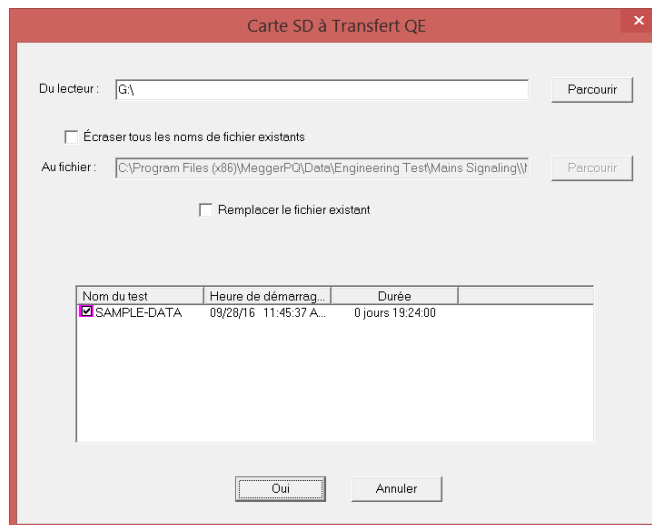 Carte SD à Transfert QE
Du lecteur : G:\ Parcourir
Écraser tous les noms de fichier existants
Au fichier : C:\Program Files (x86)\MeggerPQ\Data\Engineering Test\Mains Signaling\\ Parcourir
Remplacer le fichier existant
Nom du test Heure de démarrag... Durée
SAMPLE-DATA 09/28/16 11:45:37 A... 0 jours 19:24:00
Oui Annuler